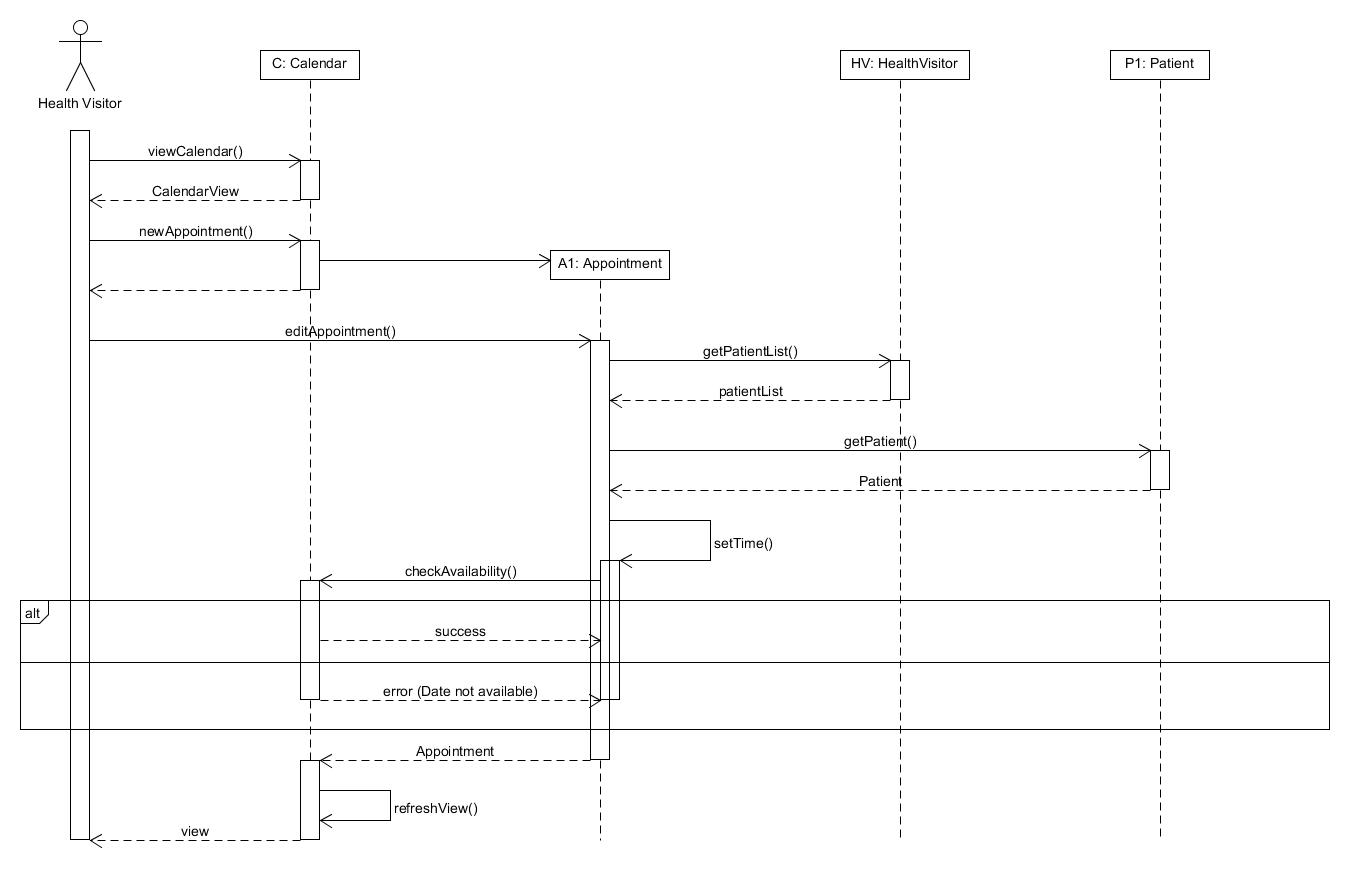 C: Calendar
HV: HealthVisitor
P1: Patient
Health Visitor
viewCalendar()
CalendarView
newAppointment()
A1: Appointment
editAppointment()
getPatientList()
patientList
getPatient()
Patient
setTime()
checkAvailability()
alt
success
error (Date not available)
Appointment
refreshView()
view